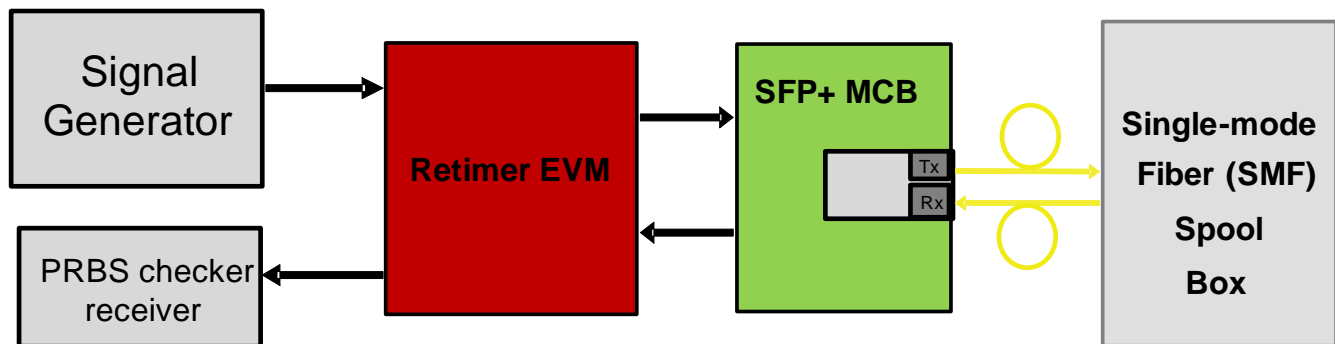 Signal
Generator
PRBS checker
receiver
Retimer EVM
SFP+ MCB
Tx
Rx
Single-mode
Fiber (SMF)
Spool
Box